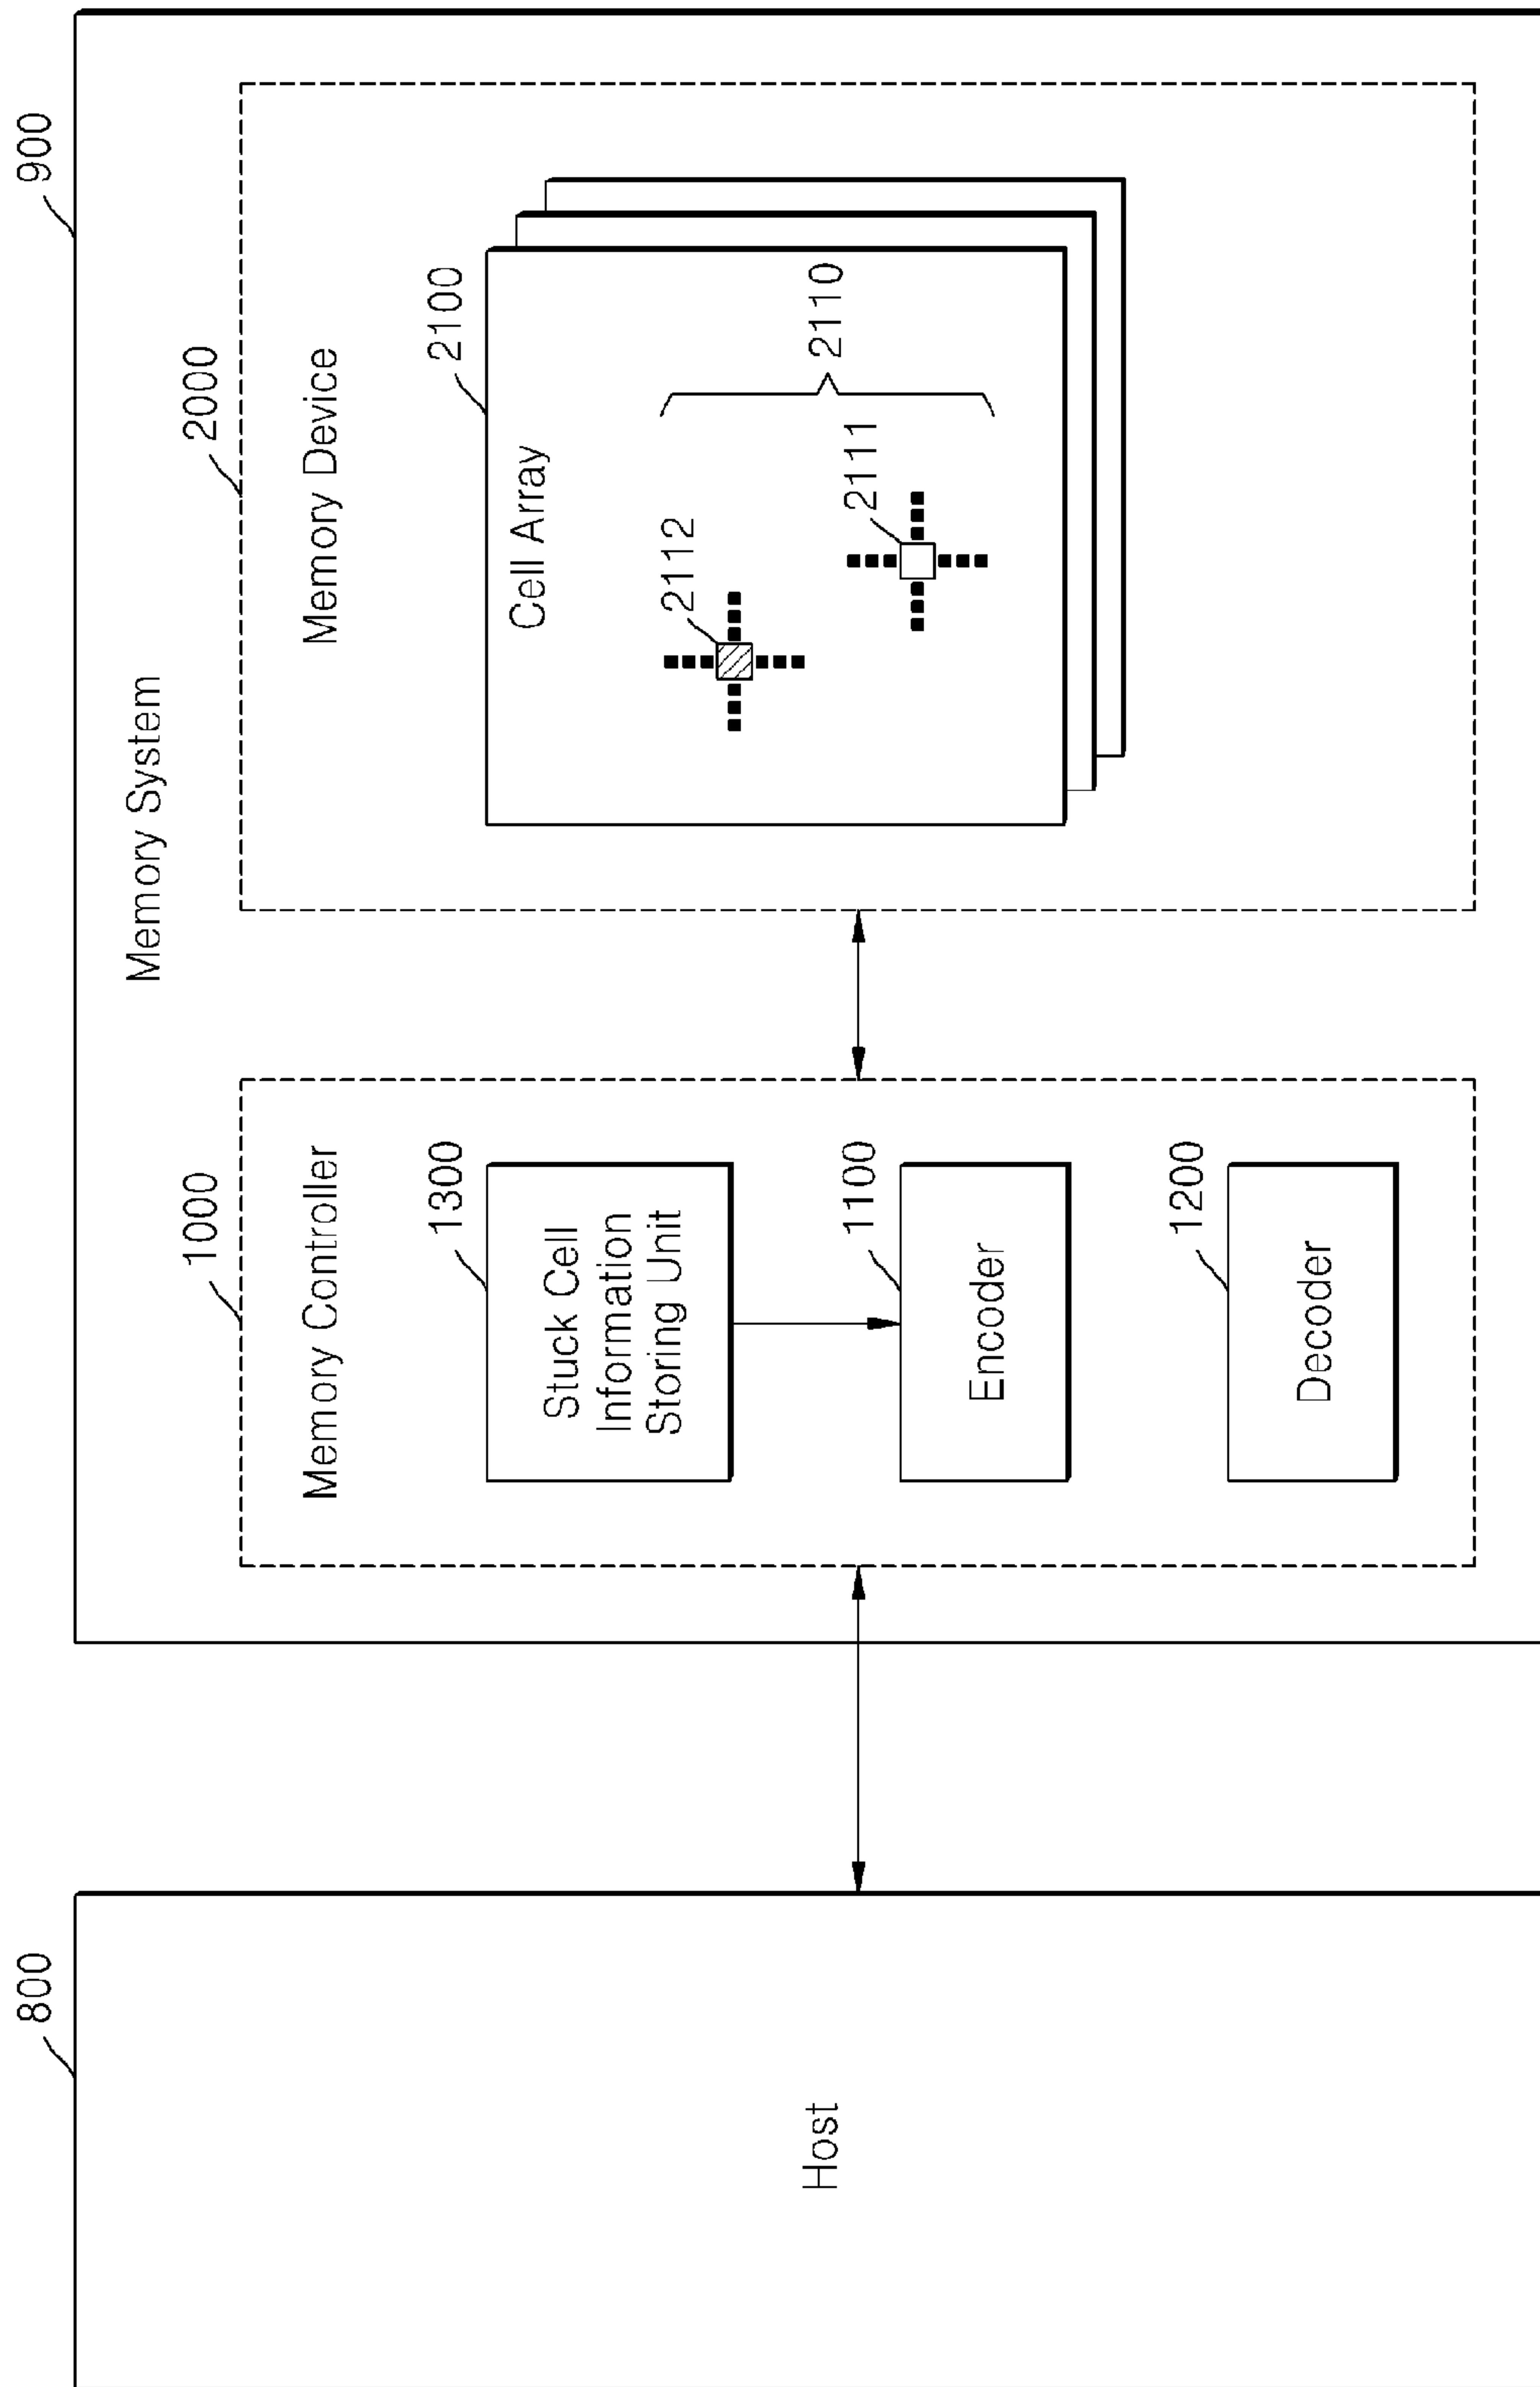 800
Host
900
Memory System
1000
Memory Controller
1300
Stuck Cell
Information
Storing Unit
1100
Encoder
1200
Decoder
2000
Memory Device
2100
Cell Array
2112
2111
2110